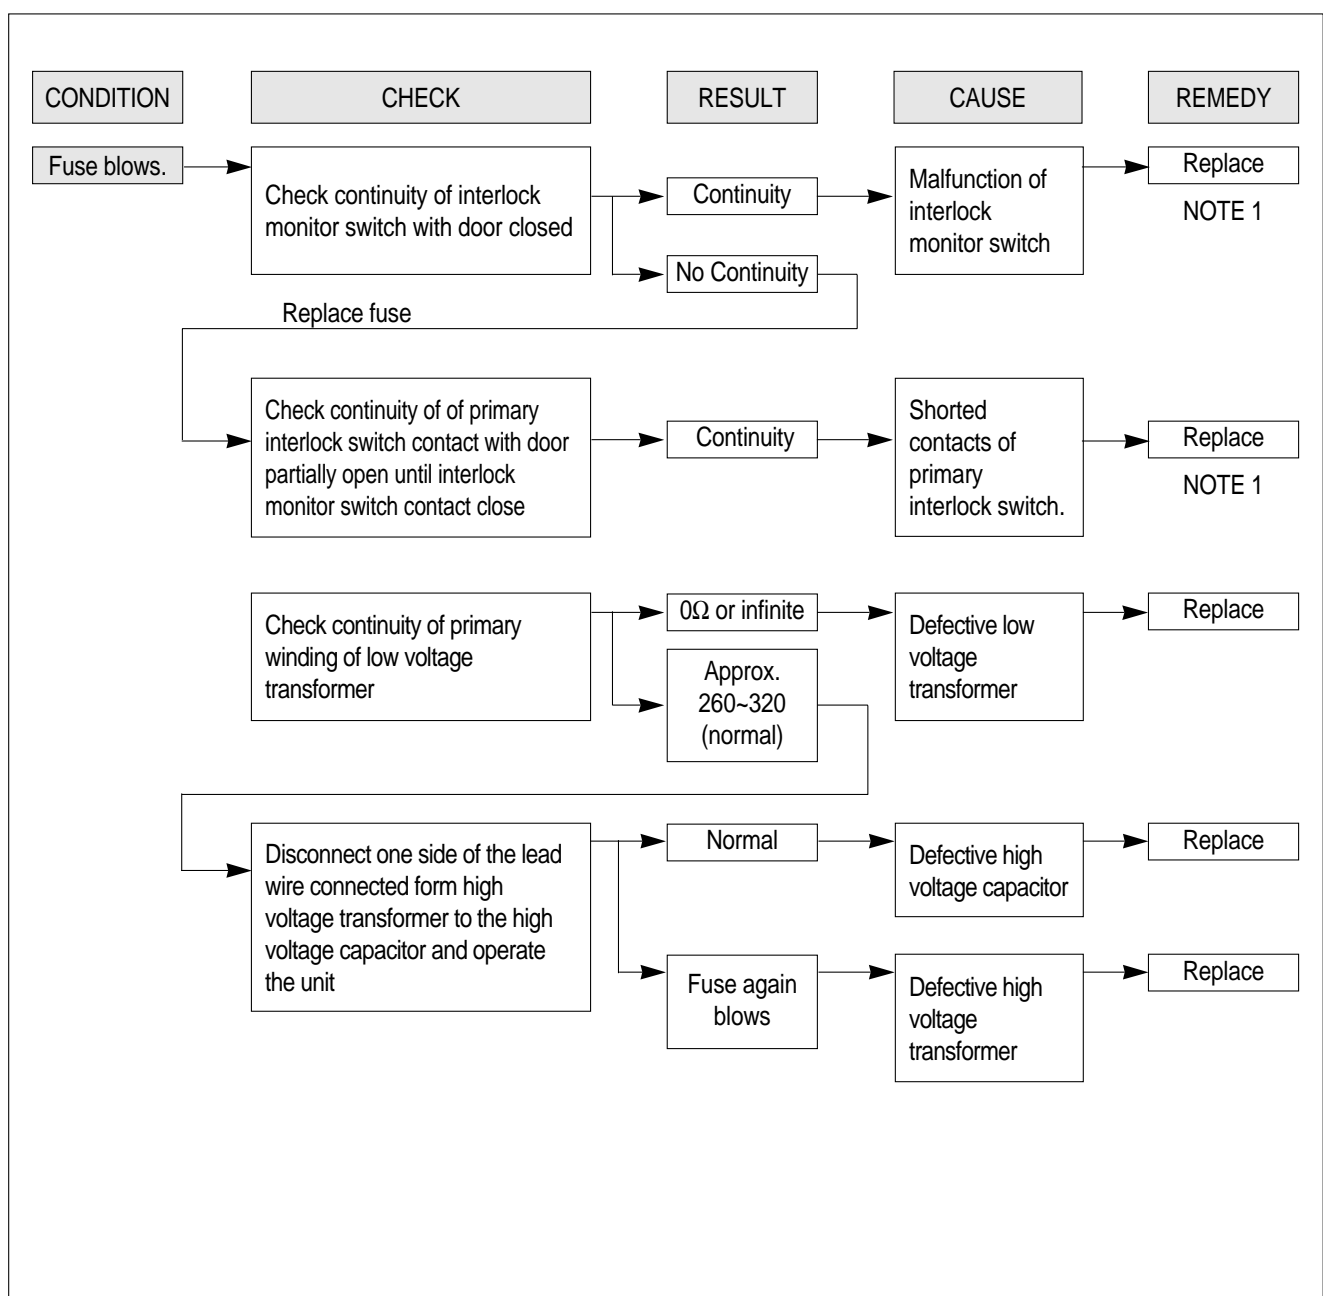 CONDITION
CHECK
RESULT
CAUSE
REMEDY
Fuse blows.
Check continuity of interlock
monitor switch with door closed
Continuity
Malfunction of
interlock
monitor switch
Replace
NOTE 1
No Continuity
Replace fuse
Check continuity of of primary
interlock switch contact with door
partially open until interlock
monitor switch contact close
Continuity
Shorted
contacts of
primary
interlock switch.
Replace
NOTE 1
Check continuity of primary
winding of low voltage
transformer
0Ω or infinite
Defective low
voltage
transformer
Replace
Approx.
260~320
(normal)
Disconnect one side of the lead
wire connected form high
voltage transformer to the high
voltage capacitor and operate
the unit
Normal
Defective high
voltage capacitor
Replace
Fuse again
blows
Defective high
voltage
transformer
Replace